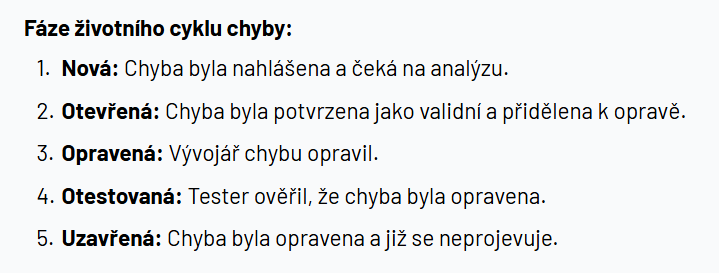 Fáze životního cyklu chyby:
1. Nová: Chyba byla nahlášena a čeká na analýzu.
2. Otevřená: Chyba byla potvrzena jako validní a přidělena k opravě.
3. Opravená: Vývojář chybu opravil.
4. Otestovaná: Tester ověřil, že chyba byla opravena.
5. Uzavřená: Chyba byla opravena a již se neprojevuje.